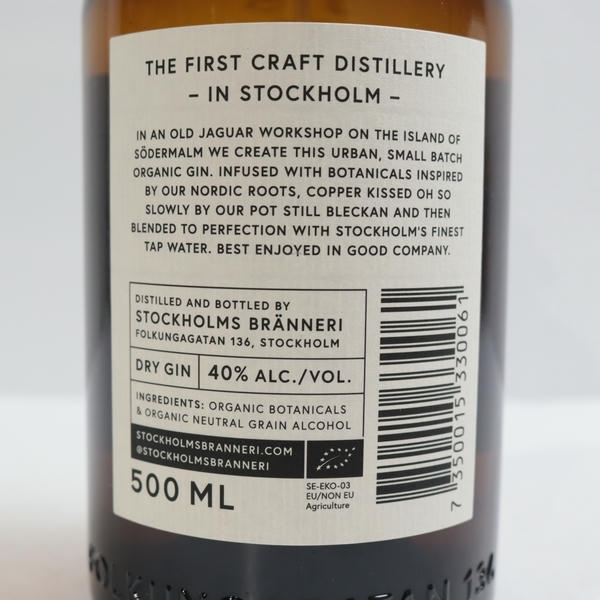 THE FIRST CRAFT DISTILLERY
– IN STOCKHOLM –
IN AN OLD JAGUAR WORKSHOP ON THE ISLAND OF
SÖDERMALM WE CREATE THIS URBAN, SMALL BATCH
ORGANIC GIN. INFUSED WITH BOTANICALS INSPIRED
BY OUR NORDIC ROOTS, COPPER KISSED OH SO
SLOWLY BY OUR POT STILL BLECKAN AND THEN
BLENDED TO PERFECTION WITH STOCKHOLM'S FINEST
TAP WATER. BEST ENJOYED IN GOOD COMPANY.
DISTILLED AND BOTTLED BY
STOCKHOLMS BRÄNNERI
FOLKUNGAGATAN 136, STOCKHOLM
DRY GIN 40% ALC./VOL.
INGREDIENTS: ORGANIC BOTANICALS
& ORGANIC NEUTRAL GRAIN ALCOHOL
STOCKHOLMSBRANNERI.COM
@STOCKHOLMSBRANNERI
500 ML
SE-EKO-03
EU/NON EU
Agriculture
7 350015 330061